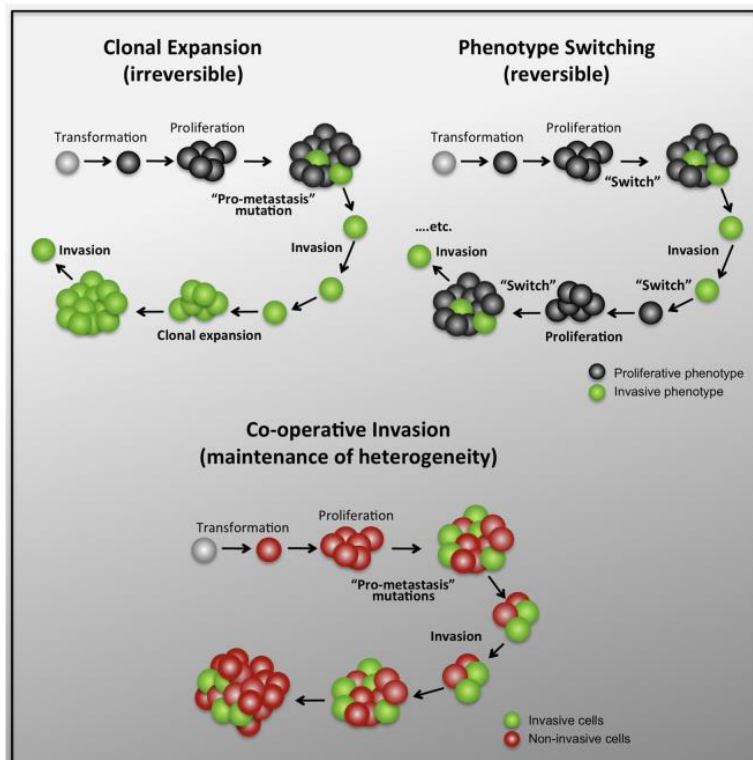 Clonal Expansion
(irreversible)
Transformation
Proliferation
“Pro-metastasis”
mutation
Invasion
Invasion
Clonal expansion
Phenotype Switching
(reversible)
Transformation
Proliferation
“Switch”
....etc.
Invasion
Invasion
“Switch”
“Switch”
Proliferation
Proliferative phenotype
Invasive phenotype
Co-operative Invasion
(maintenance of heterogeneity)
Transformation
Proliferation
“Pro-metastasis”
mutations
Invasion
Invasive cells
Non-invasive cells